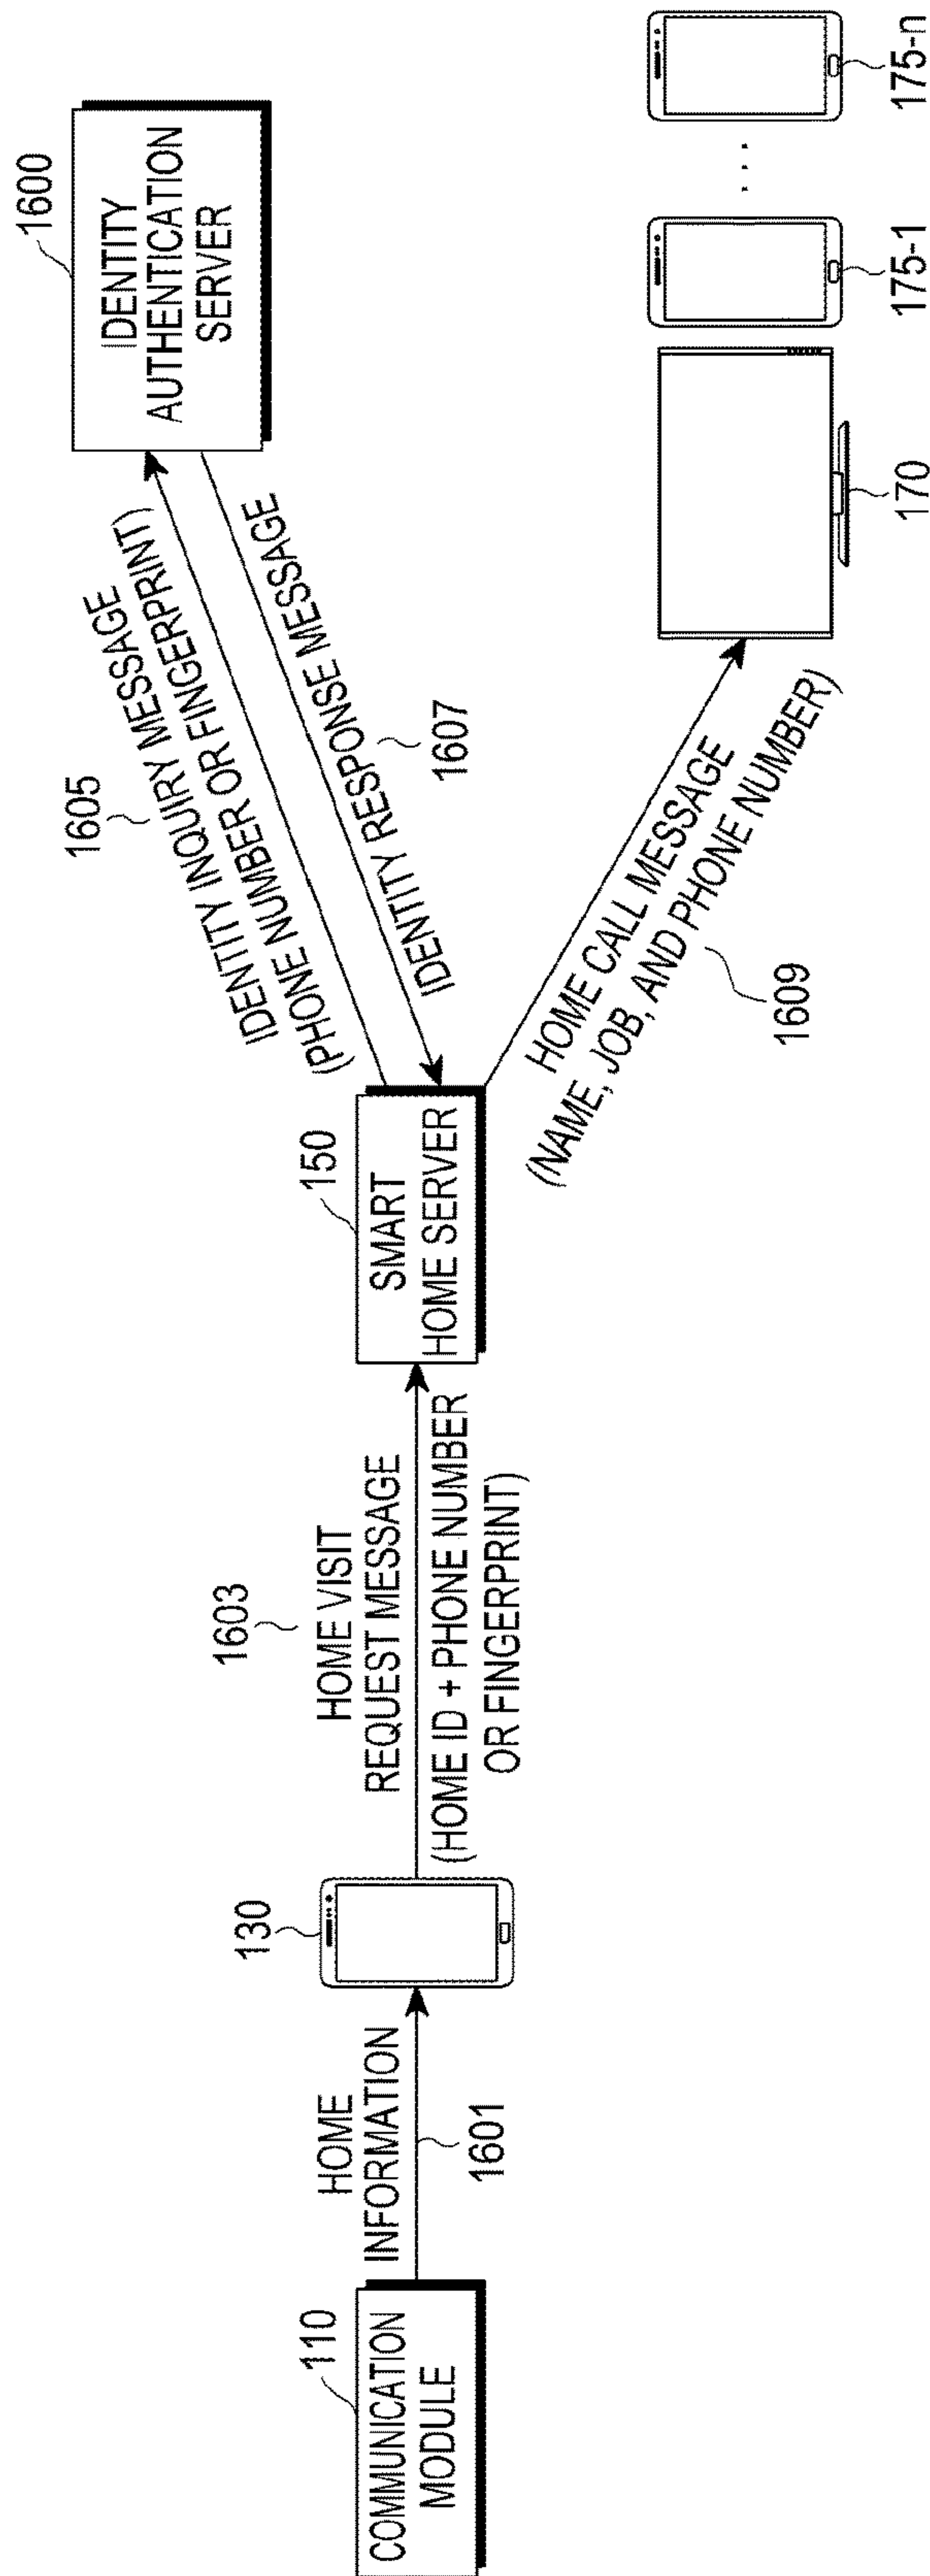 110
COMMUNICATION
MODULE
HOME
INFORMATION
1601
130
1603
HOME VISIT
REQUEST MESSAGE
(HOME ID + PHONE NUMBER
OR FINGERPRINT)
150
SMART
HOME SERVER
1605
IDENTITY INQUIRY MESSAGE
(PHONE NUMBER OR FINGERPRINT)
IDENTITY RESPONSE MESSAGE
1607
1600
IDENTITY
AUTHENTICATION
SERVER
HOME CALL MESSAGE
(NAME, JOB, AND PHONE NUMBER)
1609
170
175-1
. . .
175-n